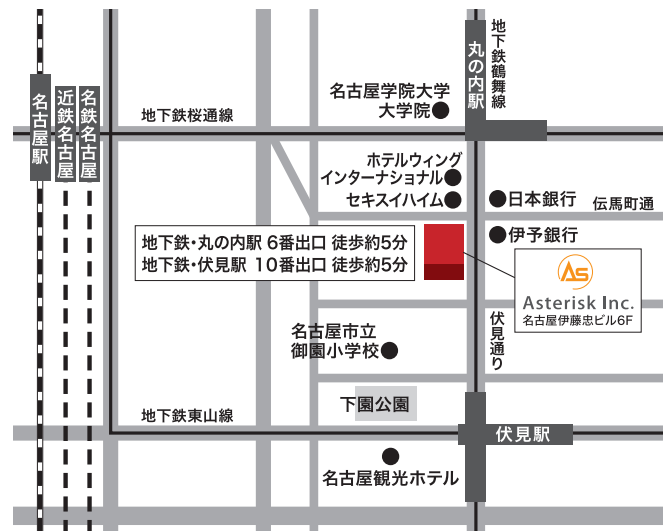 地下鉄鶴舞線
丸の内駅
名古屋駅
近鉄名古屋
名鉄名古屋
地下鉄桜通線
名古屋学院大学
大学院
ホテルウィング
インターナショナル
セキスイハイム
日本銀行
伝馬町通
伊予銀行
地下鉄・丸の内駅 6番出口 徒歩約5分
地下鉄・伏見駅 10番出口 徒歩約5分
As
Asterisk Inc.
名古屋伊藤忠ビル6F
伏見通り
名古屋市立
御園小学校
下園公園
地下鉄東山線
伏見駅
名古屋観光ホテル